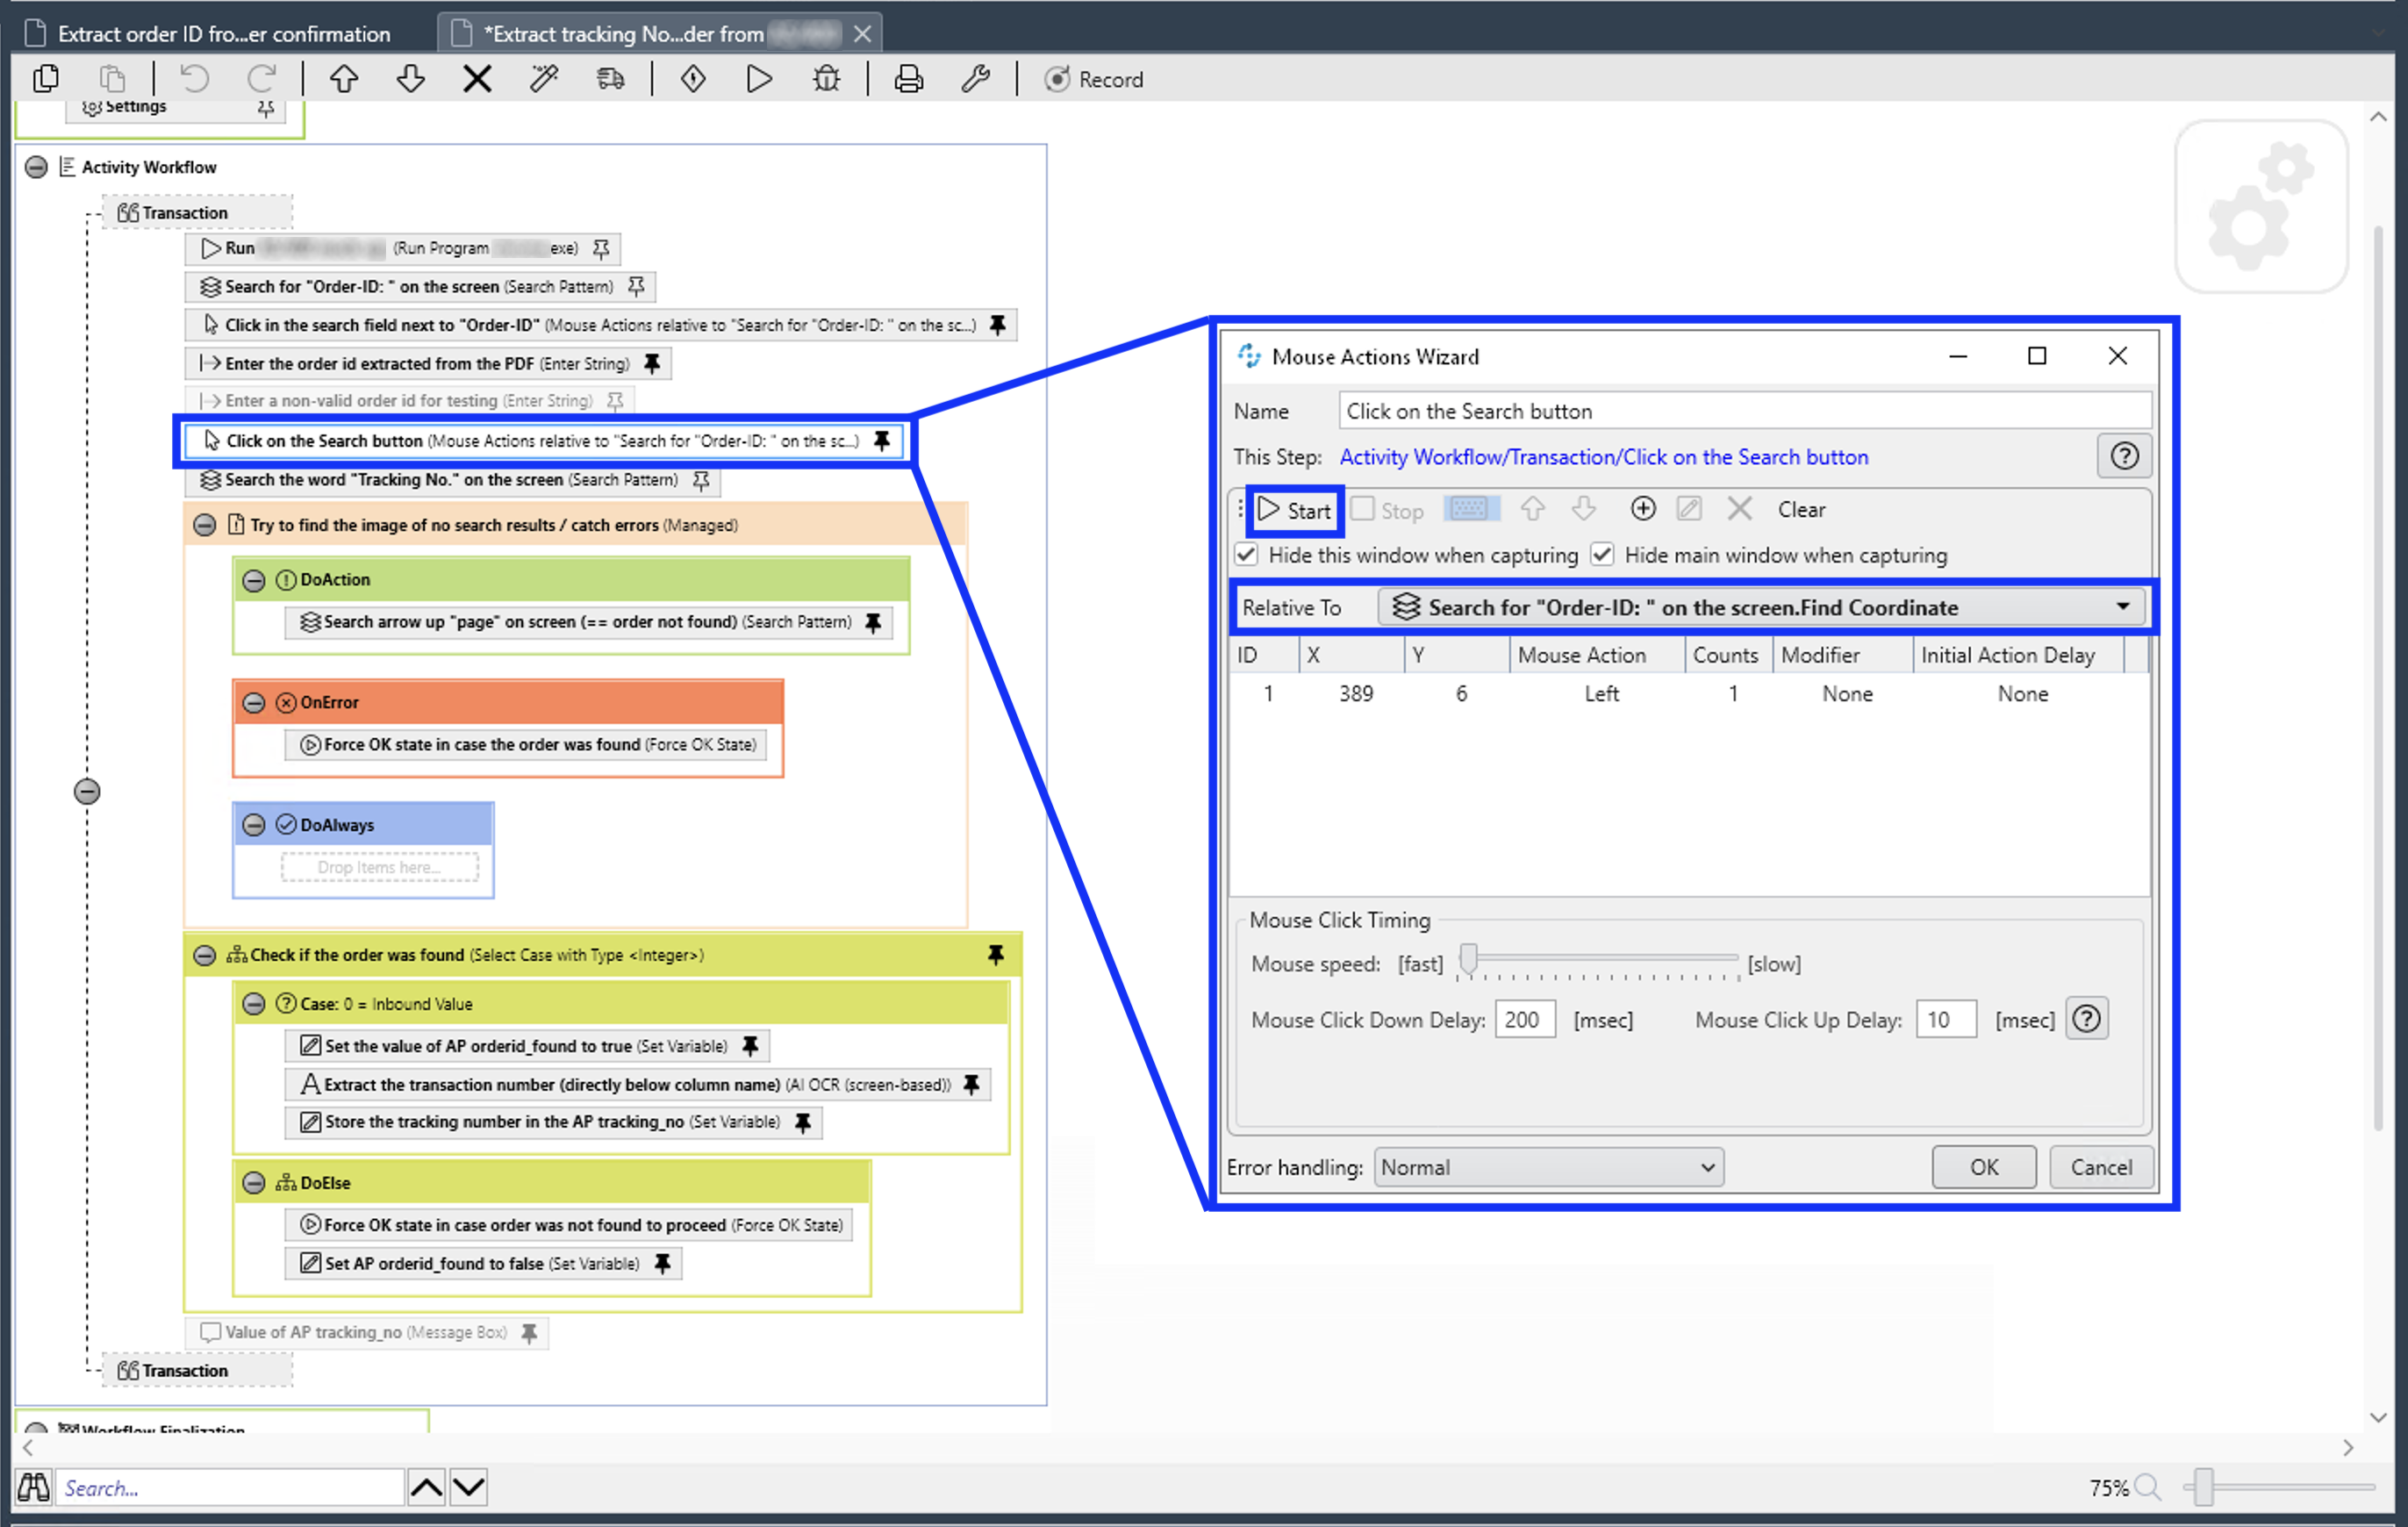 Extract order ID fro...er confirmation
*Extract tracking No...der from
Record
Settings
Activity Workflow
Transaction
Run (Run Program exe)
Search for "Order-ID: " on the screen (Search Pattern)
Click in the search field next to "Order-ID" (Mouse Actions relative to "Search for "Order-ID: " on the sc...)
Enter the order id extracted from the PDF (Enter String)
Enter a non-valid order id for testing (Enter String)
Click on the Search button (Mouse Actions relative to "Search for "Order-ID: " on the sc...)
Search the word "Tracking No." on the screen (Search Pattern)
Try to find the image of no search results / catch errors (Managed)
DoAction
Search arrow up "page" on screen (== order not found) (Search Pattern)
OnError
Force OK state in case the order was found (Force OK State)
DoAlways
Drop Items here...
Check if the order was found (Select Case with Type <Integer>)
Case: 0 = Inbound Value
Set the value of AP orderid_found to true (Set Variable)
Extract the transaction number (directly below column name) (AI OCR (screen-based))
Store the tracking number in the AP tracking_no (Set Variable)
DoElse
Force OK state in case order was not found to proceed (Force OK State)
Set AP orderid_found to false (Set Variable)
Value of AP tracking_no (Message Box)
Transaction
Workflow Finalization
Mouse Actions Wizard
Name Click on the Search button
This Step: Activity Workflow/Transaction/Click on the Search button
Start Stop Clear
Hide this window when capturing Hide main window when capturing
Relative To Search for "Order-ID: " on the screen.Find Coordinate
ID X Y Mouse Action Counts Modifier Initial Action Delay
1 389 6 Left 1 None None
Mouse Click Timing
Mouse speed: [fast] [slow]
Mouse Click Down Delay: 200 [msec] Mouse Click Up Delay: 10 [msec]
Error handling: Normal OK Cancel
Search...
75%